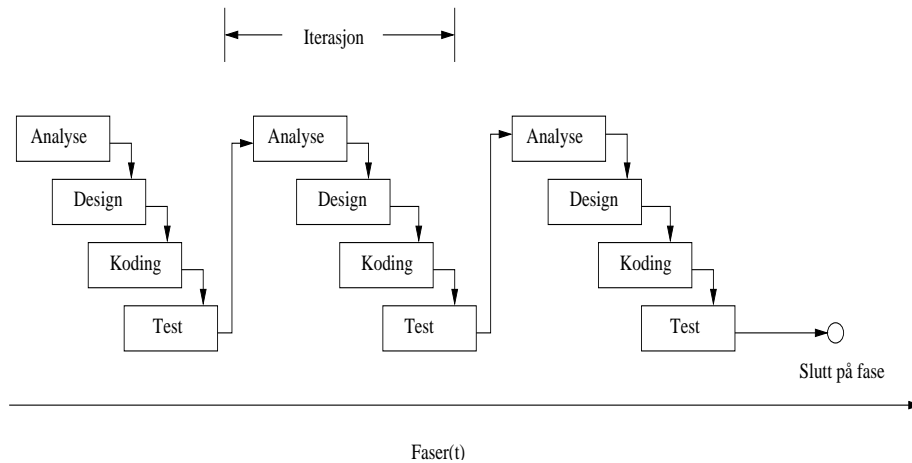 Iterasjon
Analyse
Analyse
Analyse
Design
Design
Design
Koding
Koding
Koding
Test
Test
Test
Slutt på fase
Faser(t)